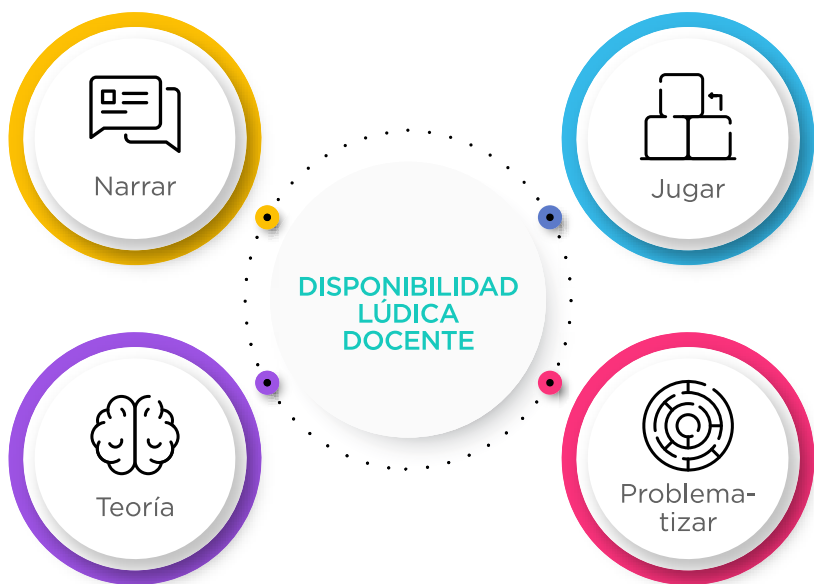 Narrar
Jugar
DISPONIBILIDAD
LÚDICA
DOCENTE
Teoría
Problema-
tizar